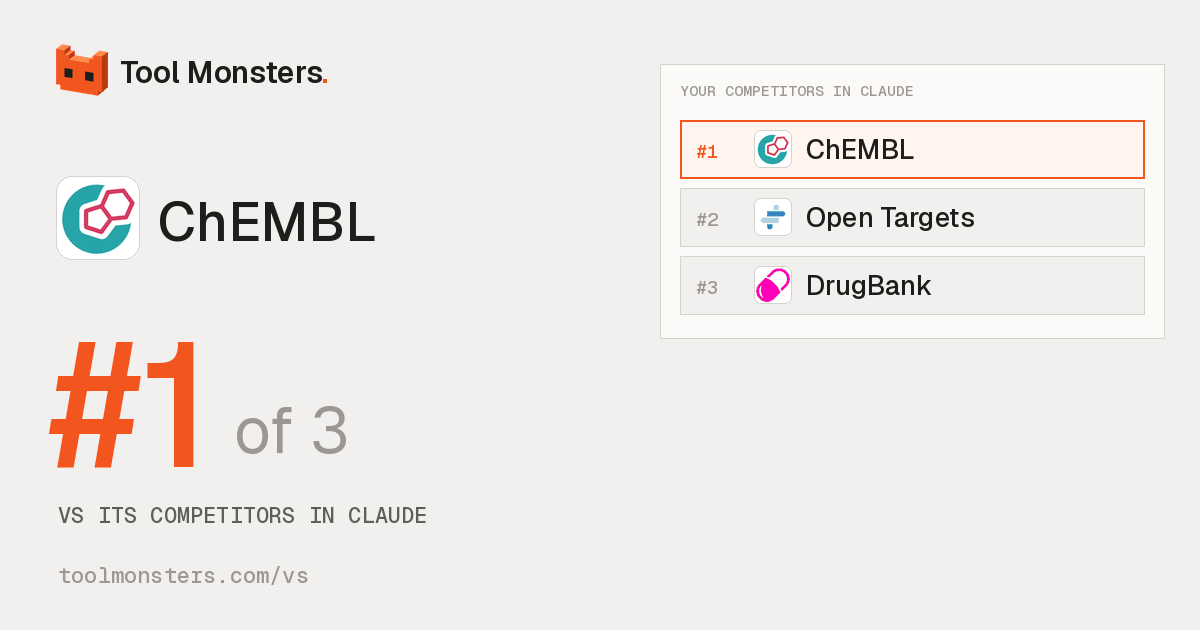 Tool Monsters.
ChEMBL
#1 of 3
VS ITS COMPETITORS IN CLAUDE
toolmonsters.com/vs
YOUR COMPETITORS IN CLAUDE
#1 ChEMBL
#2 Open Targets
#3 DrugBank